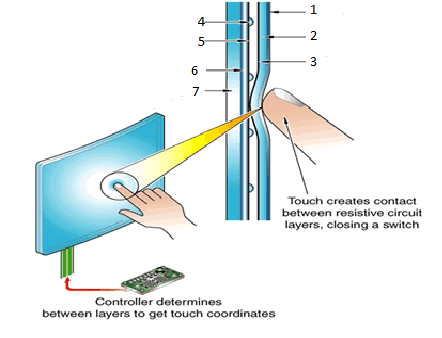 1
4
2
5
3
6
7
Touch creates contact
between resistive circuit
layers, closing a switch
Controller determines
between layers to get touch coordinates